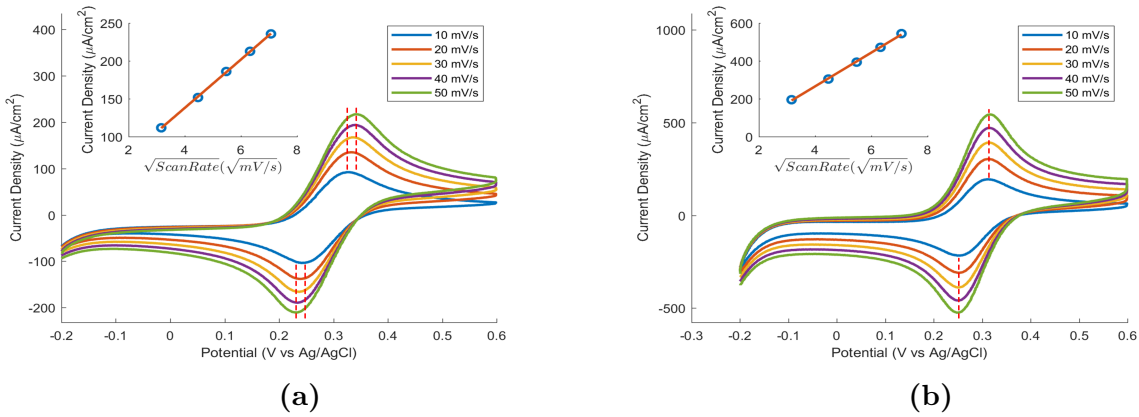 400
300
200
100
0
-100
-200
Current Density (μA/cm²)
-0.2 -0.1 0 0.1 0.2 0.3 0.4 0.5 0.6
Potential (V vs Ag/AgCl)
250
200
150
100
Current Density (μA/cm²)
2 4 6 8
√ScanRate(√mV/s)
10 mV/s
20 mV/s
30 mV/s
40 mV/s
50 mV/s
(a)
1000
500
0
-500
Current Density (μA/cm²)
-0.3 -0.2 -0.1 0 0.1 0.2 0.3 0.4 0.5 0.6
Potential (V vs Ag/AgCl)
600
400
200
0
Current Density (μA/cm²)
2 4 6 8
√ScanRate(√mV/s)
10 mV/s
20 mV/s
30 mV/s
40 mV/s
50 mV/s
(b)